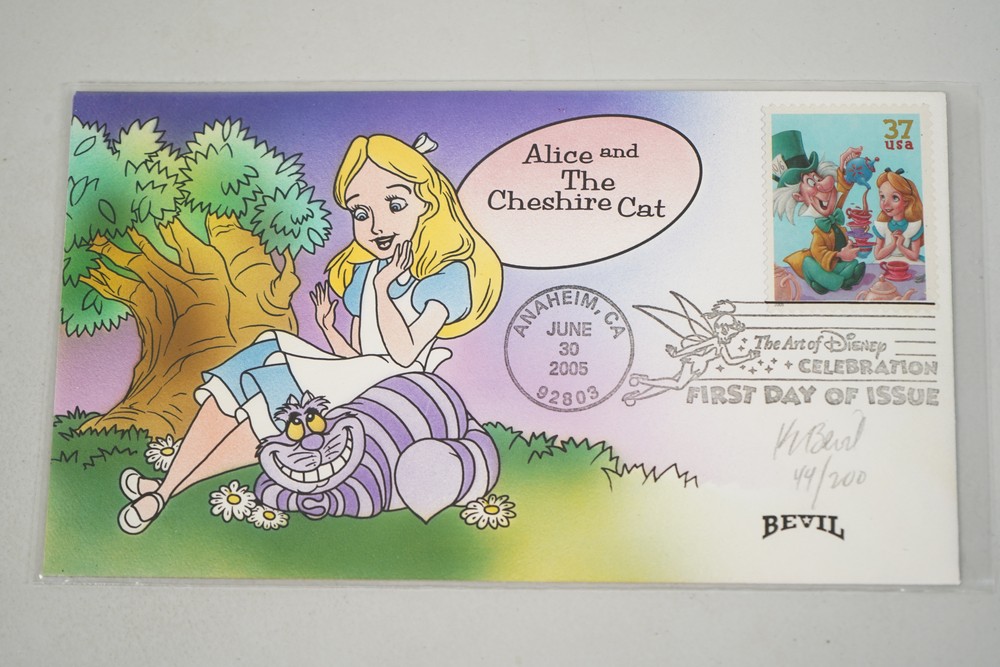 Alice and
The
Cheshire Cat
37
usa
ANAHEIM, CA
JUNE
30
2005
92803
The Art of Disney
CELEBRATION
FIRST DAY OF ISSUE
44/200
BEVIL